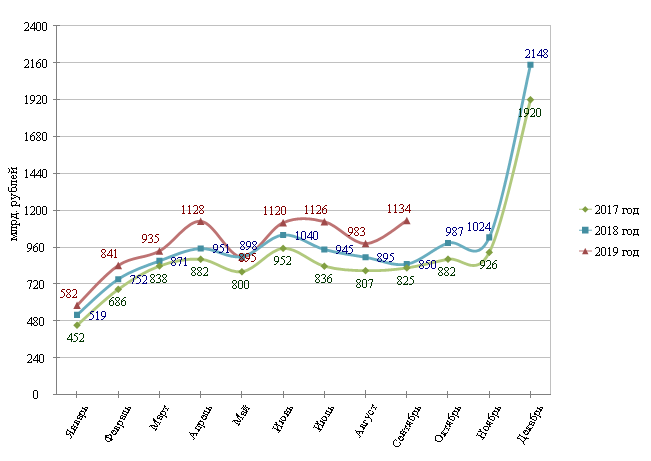 2400
2160
1920
1680
1440
1200
960
720
480
240
0
млрд. рублей
2148
1920
1128
1120
1126
1134
935
983
841
582
951
898
895
1040
945
895
850
987
1024
871
752
519
452
686
838
882
800
952
836
807
825
882
926
2017 год
2018 год
2019 год
Январь
Февраль
Март
Апрель
Май
Июнь
Июль
Август
Сентябрь
Октябрь
Ноябрь
Декабрь